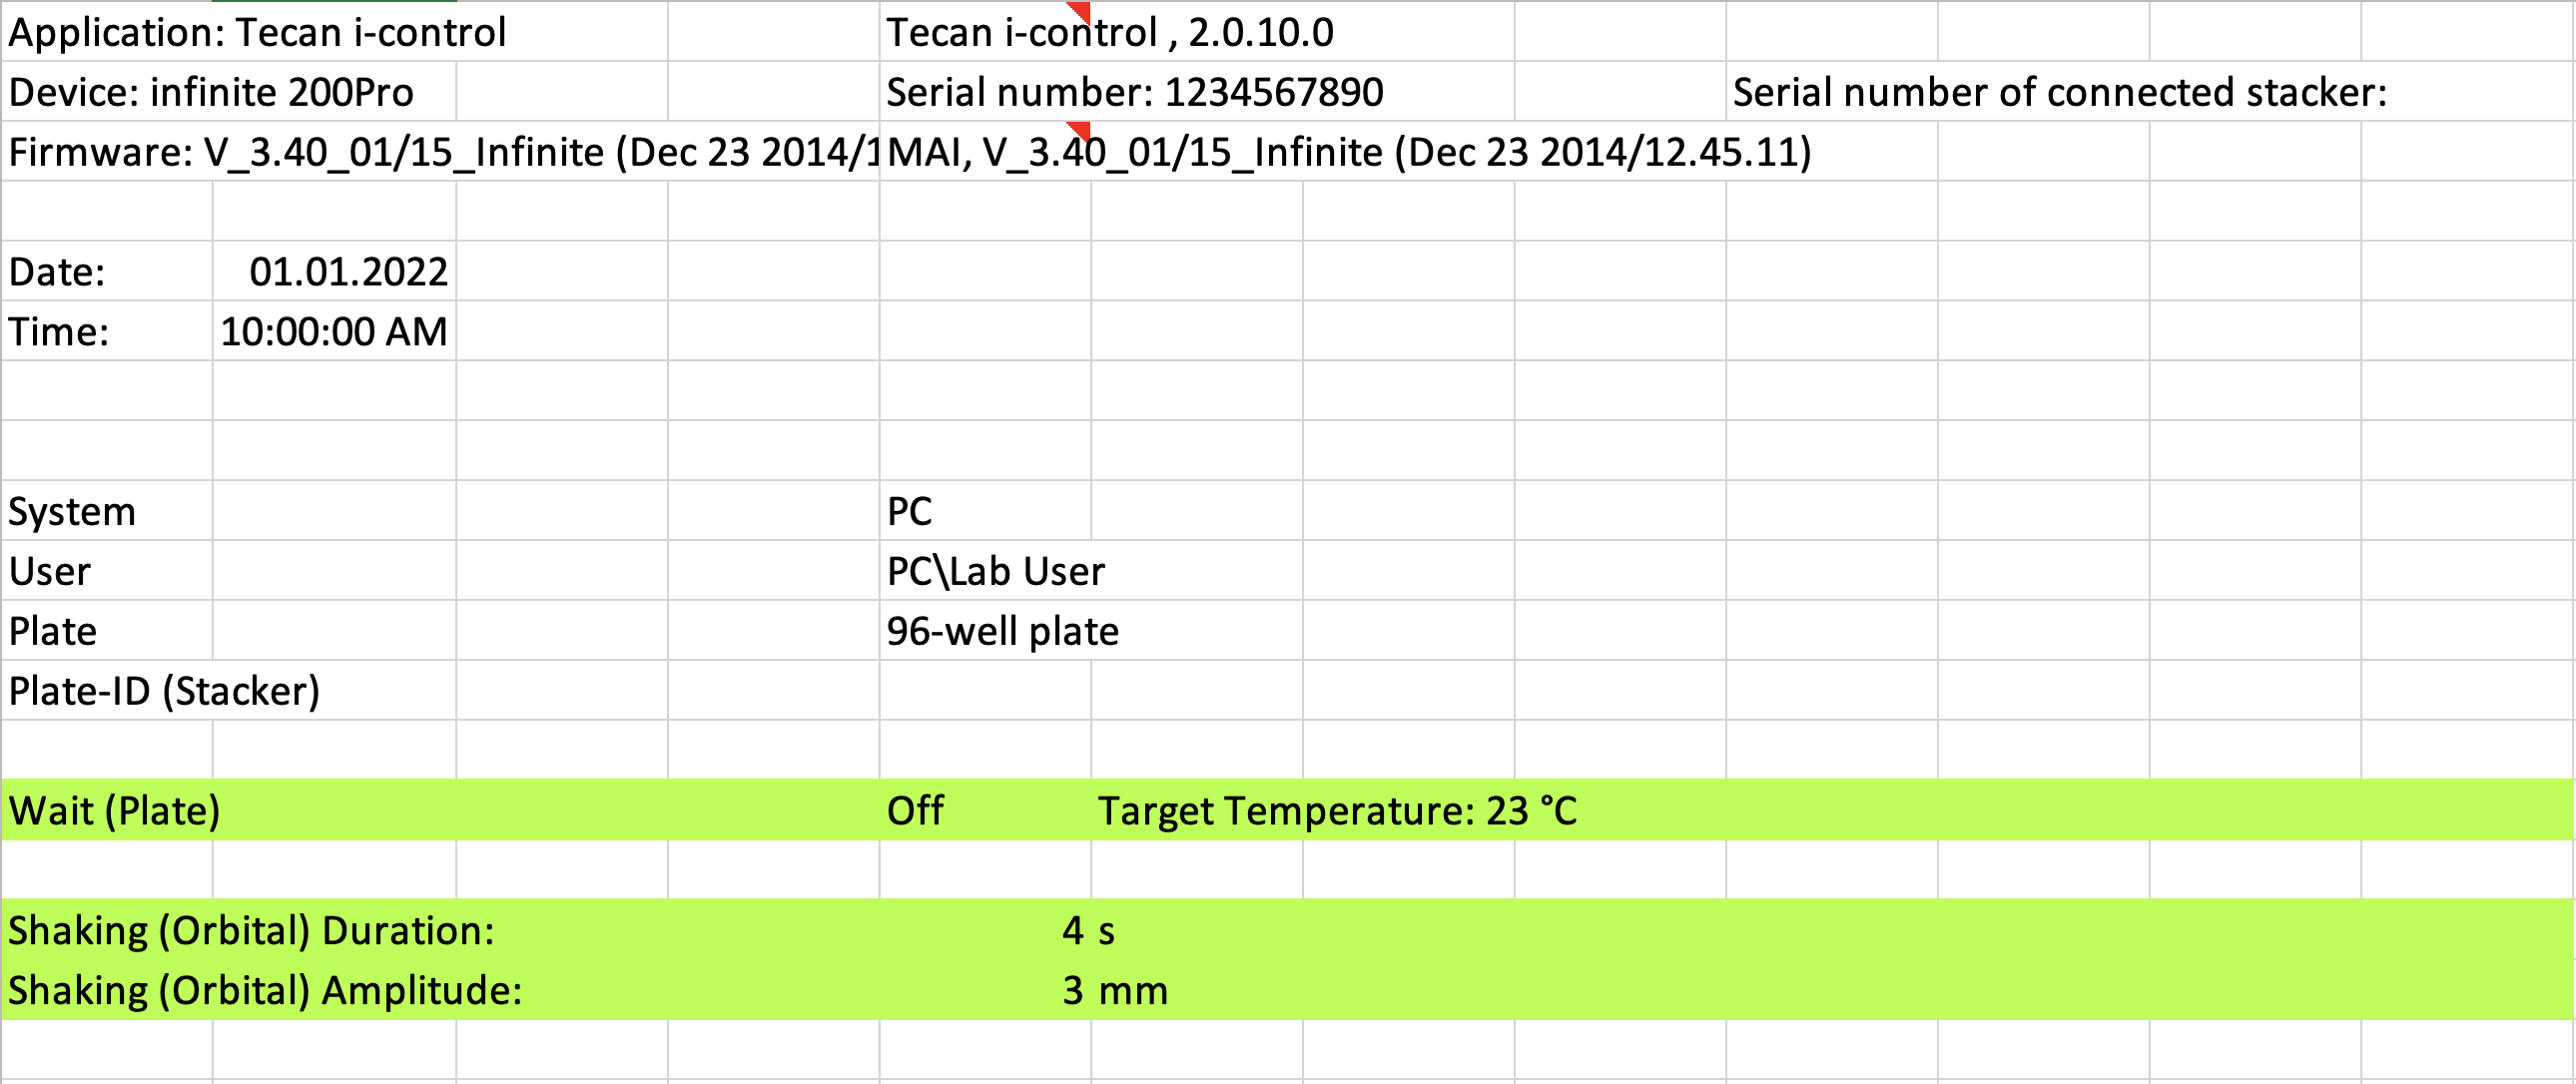 Application: Tecan i-control Tecan i-control , 2.0.10.0
Device: infinite 200Pro Serial number: 1234567890 Serial number of connected stacker:
Firmware: V_3.40_01/15_Infinite (Dec 23 2014/1 MAI, V_3.40_01/15_Infinite (Dec 23 2014/12.45.11)
Date: 01.01.2022
Time: 10:00:00 AM
System PC
User PC\Lab User
Plate 96-well plate
Plate-ID (Stacker)
Wait (Plate) Off Target Temperature: 23 °C
Shaking (Orbital) Duration: 4 s
Shaking (Orbital) Amplitude: 3 mm